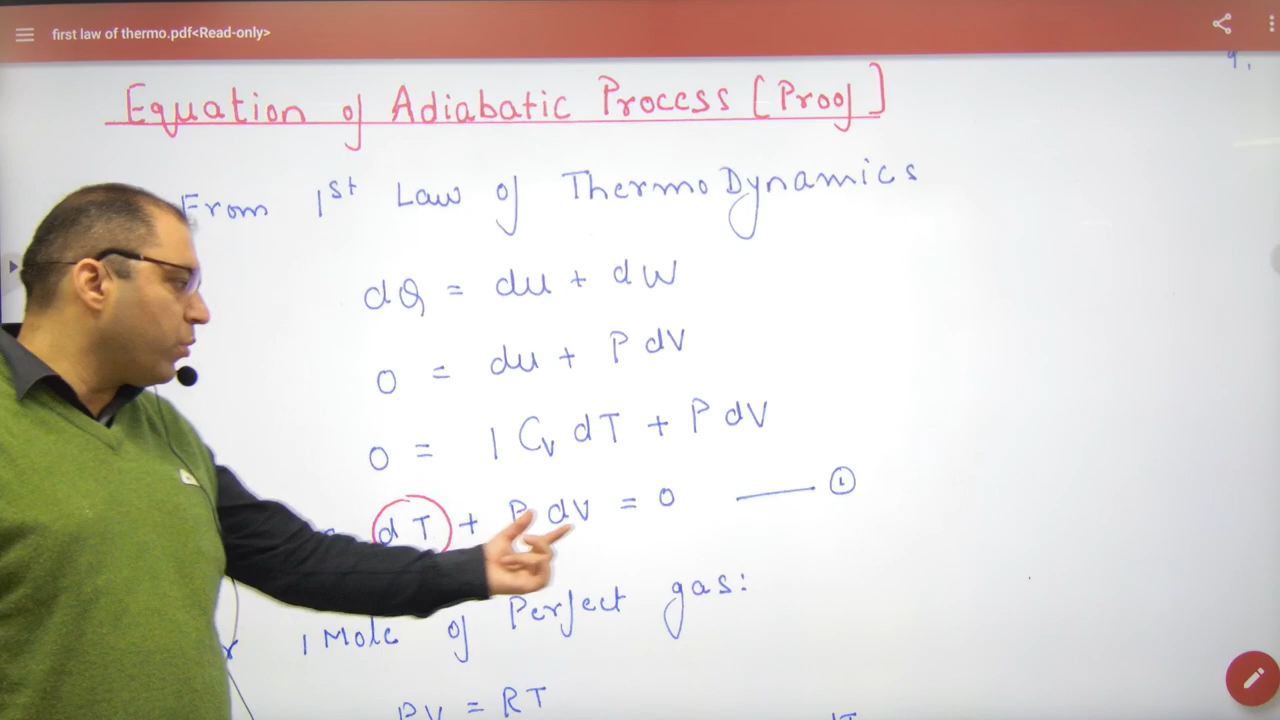 first law of thermo.pdf<Read-only>
9,
Equation of Adiabatic Process [Proof]
From 1st Law of ThermoDynamics
dQ = du + dW
0 = du + P dV
0 = 1 Cv dT + P dV
dT + P dV = 0 —— ①
1 Mole of Perfect gas:
PV = RT
dT